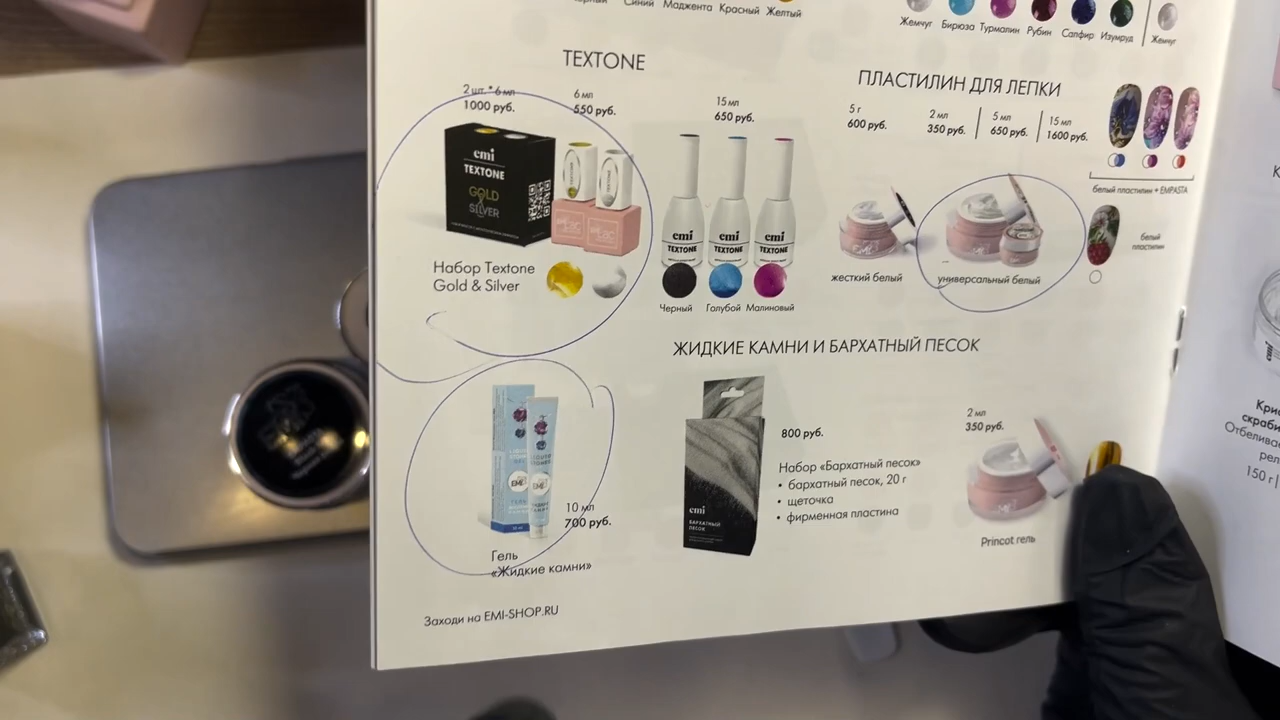 Синий
Маджента
Красный
Желтый
Жемчуг
Бирюза
Турмалин
Рубин
Сапфир
Изумруд
Жемчуг
TEXTONE
2 шт. * 6 мл
1000 руб.
6 мл
550 руб.
15 мл
650 руб.
emi
TEXTONE
GOLD
SILVER
Набор Textone
Gold & Silver
emi
TEXTONE
emi
TEXTONE
emi
TEXTONE
Черный
Голубой
Малиновый
ПЛАСТИЛИН ДЛЯ ЛЕПКИ
5 г
600 руб.
2 мл
350 руб.
5 мл
650 руб.
15 мл
1600 руб.
белый пластилин + EMPASTA
белый
пластилин
жесткий белый
универсальный белый
ЖИДКИЕ КАМНИ И БАРХАТНЫЙ ПЕСОК
10 мл
700 руб.
Гель
«Жидкие камни»
emi
БАРХАТНЫЙ
ПЕСОК
800 руб.
Набор «Бархатный песок»
• бархатный песок, 20 г
• щеточка
• фирменная пластина
2 мл
350 руб.
Princot гель
Заходи на EMI-SHOP.RU
150 г